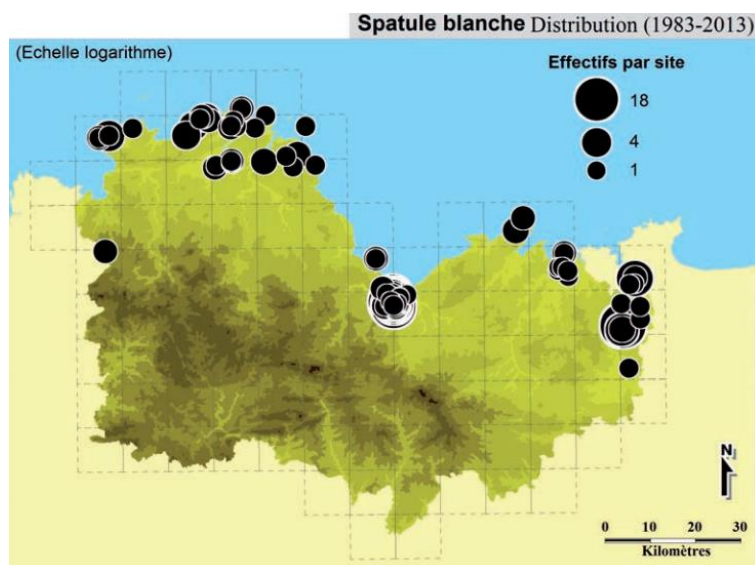 Spatule blanche Distribution (1983-2013)
(Echelle logarithme)
Effectifs par site
18
4
1
N
0 10 20 30
Kilomètres